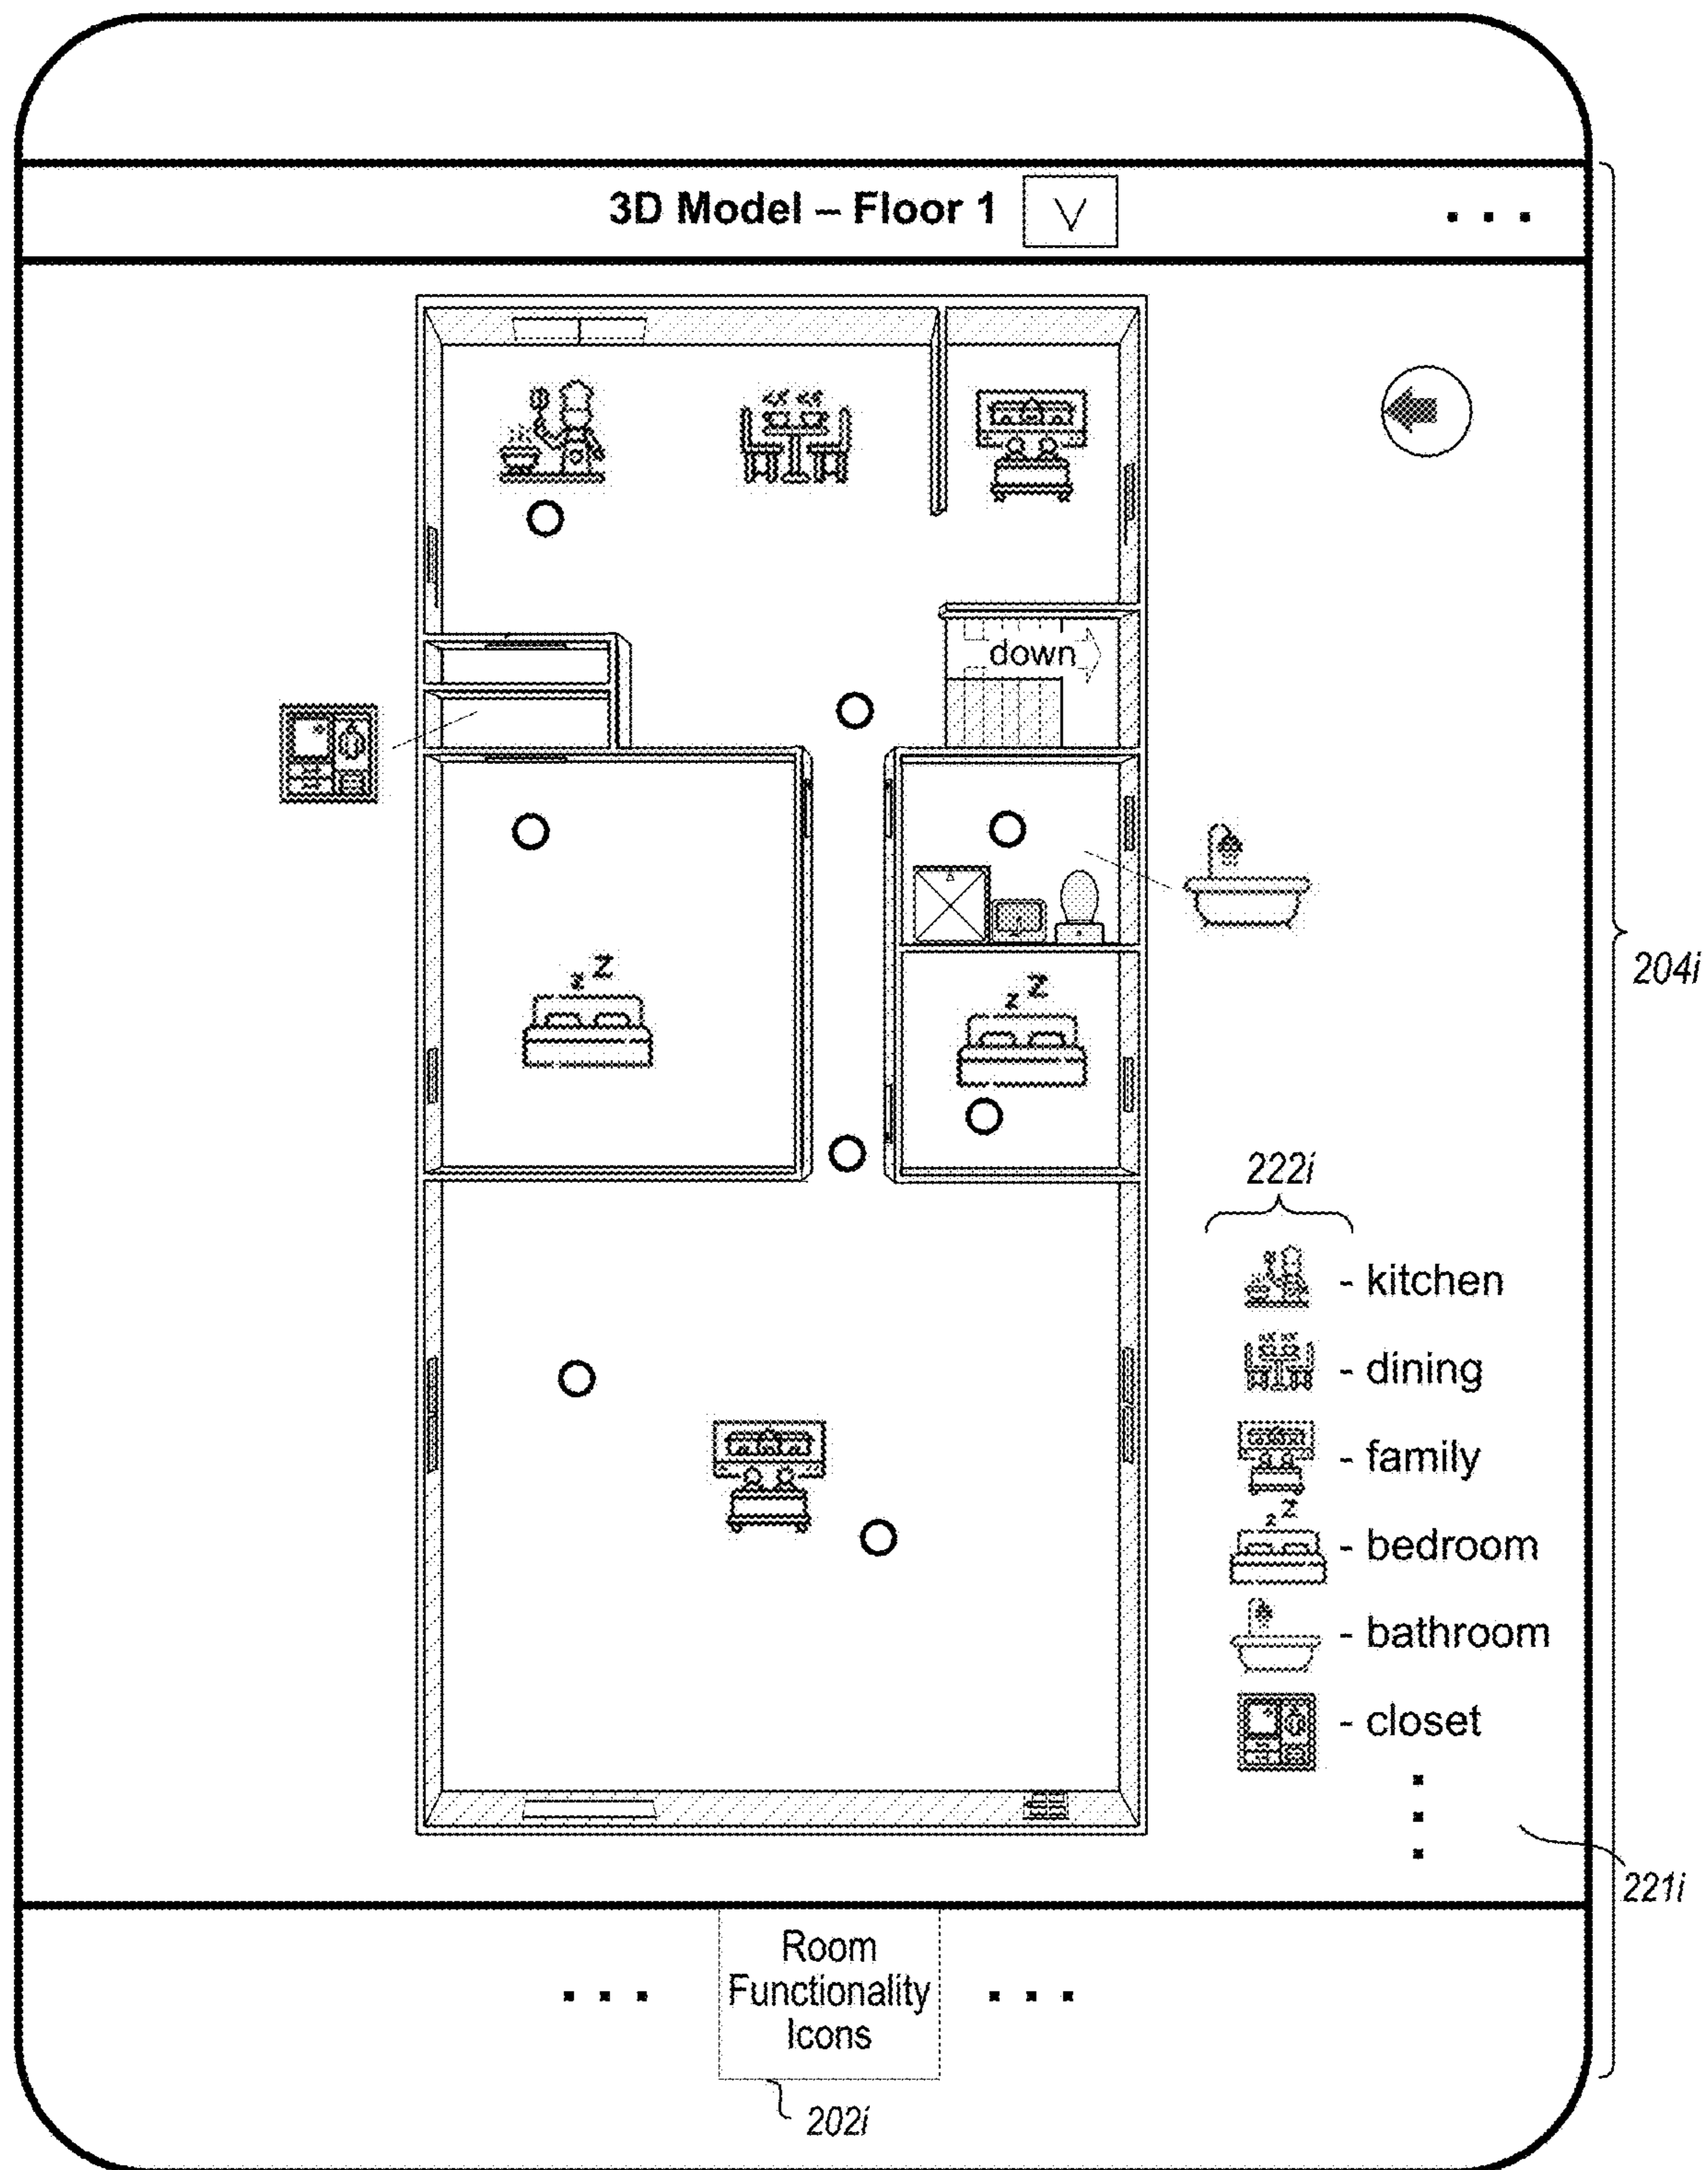 3D Model – Floor 1 V . . .
down
z Z
z Z
204i
222i
- kitchen
- dining
- family
z Z
- bedroom
- bathroom
- closet
221i
. . . Room . . .
Functionality
Icons
202i